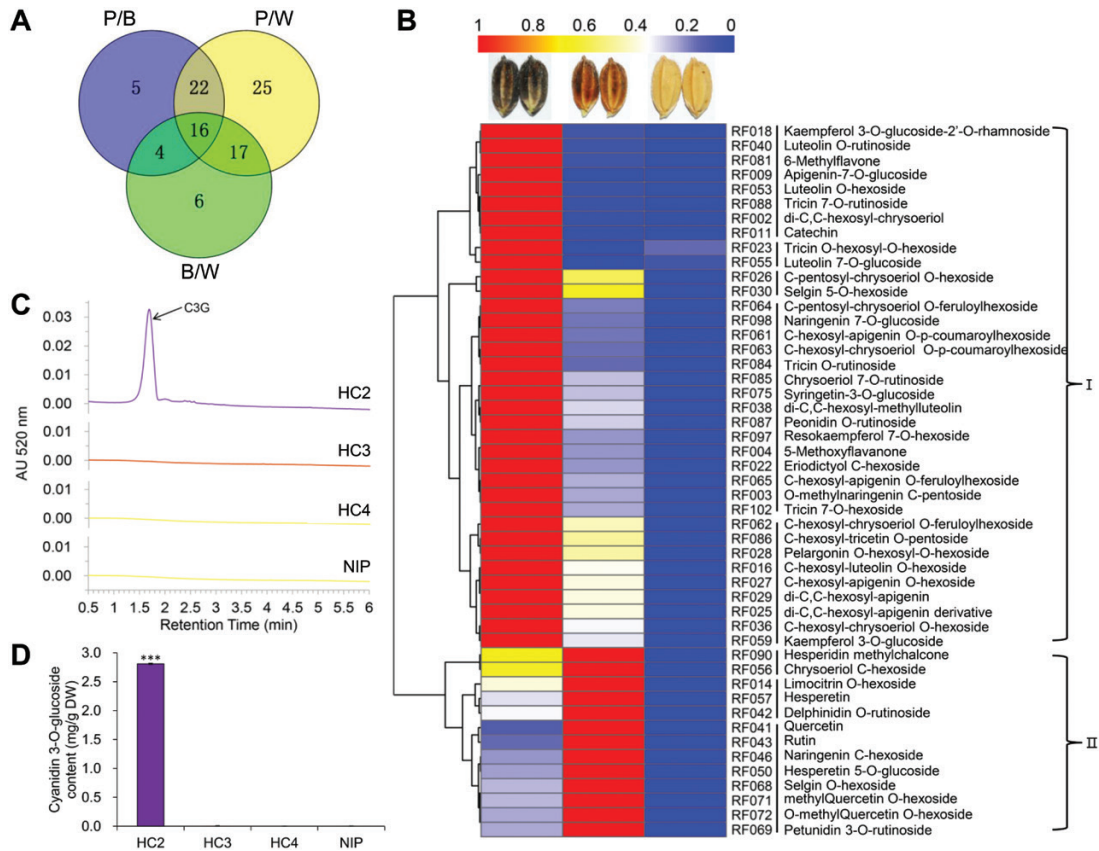 A
P/B
P/W
5
22
25
16
4
17
6
B/W
B
1
0.8
0.6
0.4
0.2
0
RF018 Kaempferol 3-O-glucoside-2'-O-rhamnoside
RF040 Luteolin O-rutinoside
RF081 6-Methylflavone
RF009 Apigenin-7-O-glucoside
RF053 Luteolin O-hexoside
RF088 Tricin 7-O-rutinoside
RF002 di-C,C-hexosyl-chrysoeriol
RF011 Catechin
RF023 Tricin O-hexosyl-O-hexoside
RF055 Luteolin 7-O-glucoside
RF026 C-pentosyl-chrysoeriol O-hexoside
RF030 Selgin 5-O-hexoside
RF064 C-pentosyl-chrysoeriol O-feruloylhexoside
RF098 Naringenin 7-O-glucoside
RF061 C-hexosyl-apigenin O-p-coumaroylhexoside
RF063 C-hexosyl-chrysoeriol O-p-coumaroylhexoside
RF084 Tricin O-rutinoside
RF085 Chrysoeriol 7-O-rutinoside
RF075 Syringetin-3-O-glucoside
RF038 di-C,C-hexosyl-methylluteolin
RF087 Peonidin O-rutinoside
RF097 Resokaempferol 7-O-hexoside
RF004 5-Methoxyflavanone
RF022 Eriodictyol C-hexoside
RF065 C-hexosyl-apigenin O-feruloylhexoside
RF003 O-methylnaringenin C-pentoside
RF102 Tricin 7-O-hexoside
RF062 C-hexosyl-chrysoeriol O-feruloylhexoside
RF086 C-hexosyl-tricetin O-pentoside
RF028 Pelargonin O-hexosyl-O-hexoside
RF016 C-hexosyl-luteolin O-hexoside
RF027 C-hexosyl-apigenin O-hexoside
RF029 di-C,C-hexosyl-apigenin
RF025 di-C,C-hexosyl-apigenin derivative
RF036 C-hexosyl-chrysoeriol O-hexoside
RF059 Kaempferol 3-O-glucoside
RF090 Hesperidin methylchalcone
RF056 Chrysoeriol C-hexoside
RF014 Limocitrin O-hexoside
RF057 Hesperetin
RF042 Delphinidin O-rutinoside
RF041 Quercetin
RF043 Rutin
RF046 Naringenin C-hexoside
RF050 Hesperetin 5-O-glucoside
RF068 Selgin O-hexoside
RF071 methylQuercetin O-hexoside
RF072 O-methylQuercetin O-hexoside
RF069 Petunidin 3-O-rutinoside
I
II
C
AU 520 nm
0.03
0.02
0.01
0.00
C3G
HC2
0.01
0.00
HC3
0.01
0.00
HC4
0.01
0.00
NIP
0.5 1 1.5 2 2.5 3 3.5 4 4.5 5 5.5 6
Retention Time (min)
D
Cyanidin 3-O-glucoside
content (mg/g DW)
3.0
2.5
2.0
1.5
1.0
0.5
0.0
***
HC2 HC3 HC4 NIP